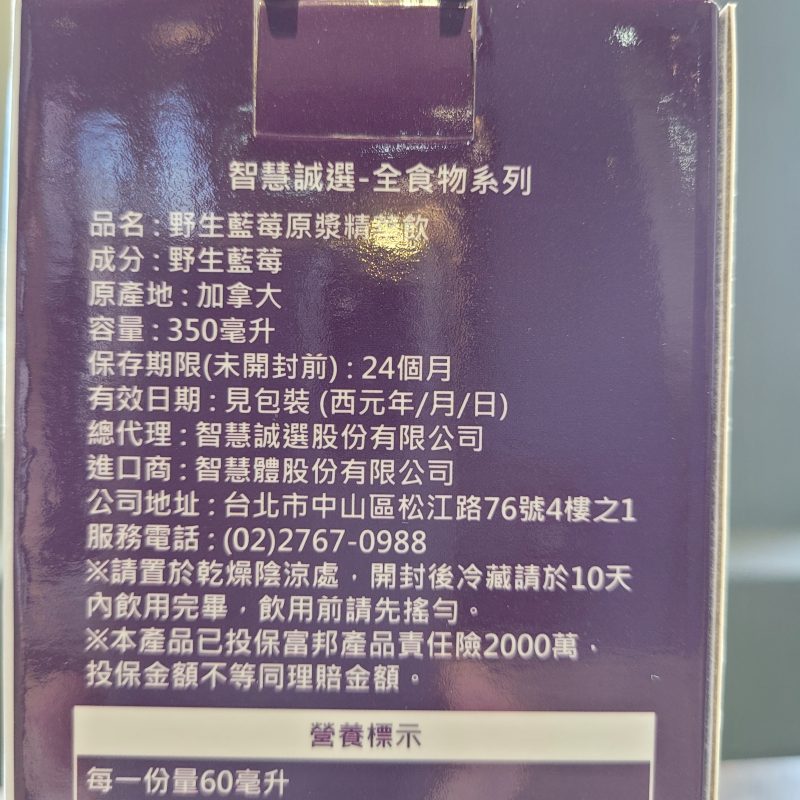 智慧誠選-全食物系列
品名：野生藍莓原漿精 飲
成分：野生藍莓
原產地：加拿大
容量：350毫升
保存期限(未開封前)：24個月
有效日期：見包裝 (西元年/月/日)
總代理：智慧誠選股份有限公司
進口商：智慧體股份有限公司
公司地址：台北市中山區松江路76號4樓之1
服務電話：(02)2767-0988
※請置於乾燥陰涼處，開封後冷藏請於10天
內飲用完畢，飲用前請先搖勻。
※本產品已投保富邦產品責任險2000萬，
投保金額不等同理賠金額。
營養標示
每一份量60毫升